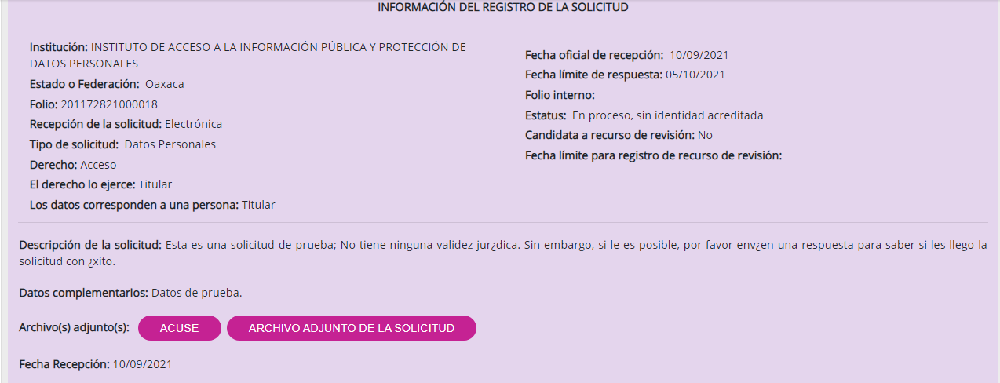 INFORMACIÓN DEL REGISTRO DE LA SOLICITUD
Institución: INSTITUTO DE ACCESO A LA INFORMACIÓN PÚBLICA Y PROTECCIÓN DE
DATOS PERSONALES
Estado o Federación: Oaxaca
Folio: 201172821000018
Recepción de la solicitud: Electrónica
Tipo de solicitud: Datos Personales
Derecho: Acceso
El derecho lo ejerce: Titular
Los datos corresponden a una persona: Titular
Fecha oficial de recepción: 10/09/2021
Fecha límite de respuesta: 05/10/2021
Folio interno:
Estatus: En proceso, sin identidad acreditada
Candidata a recurso de revisión: No
Fecha límite para registro de recurso de revisión:
Descripción de la solicitud: Esta es una solicitud de prueba; No tiene ninguna validez jur¿dica. Sin embargo, si le es posible, por favor env¿en una respuesta para saber si les llego la
solicitud con ¿xito.
Datos complementarios: Datos de prueba.
Archivo(s) adjunto(s): ACUSE ARCHIVO ADJUNTO DE LA SOLICITUD
Fecha Recepción: 10/09/2021